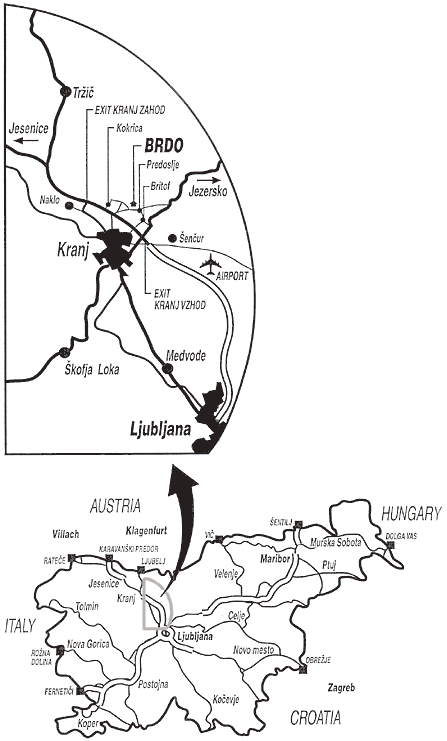 Tržič
EXIT KRANJ ZAHOD
Jesenice
Kokrica
BRDO
Predoslje
Britof
Jezersko
Naklo
Kranj
Šenčur
AIRPORT
EXIT
KRANJ VZHOD
Škofja Loka
Medvode
Ljubljana
AUSTRIA
HUNGARY
Villach
Klagenfurt
ŠENTILJ
VIČ
DOLGA VAS
RATEČE
KARAVANŠKI PREDOR
LJUBELJ
Murska Sobota
Maribor
Ptuj
Velenje
Jesenice
Kranj
Tolmin
Celje
ITALY
Ljubljana
ROŽNA
DOLINA
Nova Gorica
Novo mesto
OBREŽJE
Postojna
FERNETIČI
Kočevje
Zagreb
Koper
CROATIA